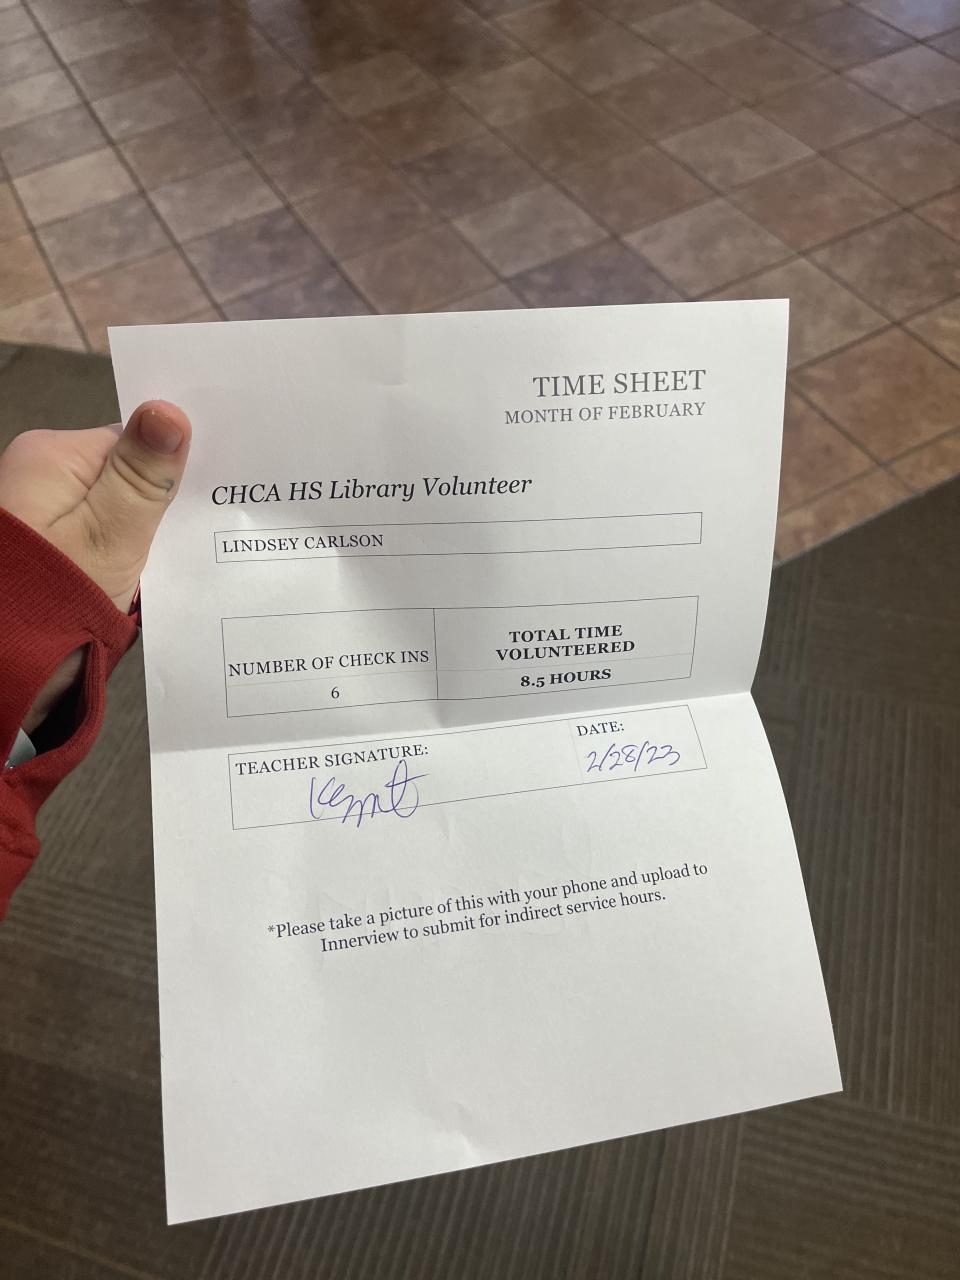 TIME SHEET
MONTH OF FEBRUARY
CHCA HS Library Volunteer
LINDSEY CARLSON
NUMBER OF CHECK INS
6
TOTAL TIME
VOLUNTEERED
8.5 HOURS
TEACHER SIGNATURE:
DATE:
2/28/23
*Please take a picture of this with your phone and upload to
Innerview to submit for indirect service hours.